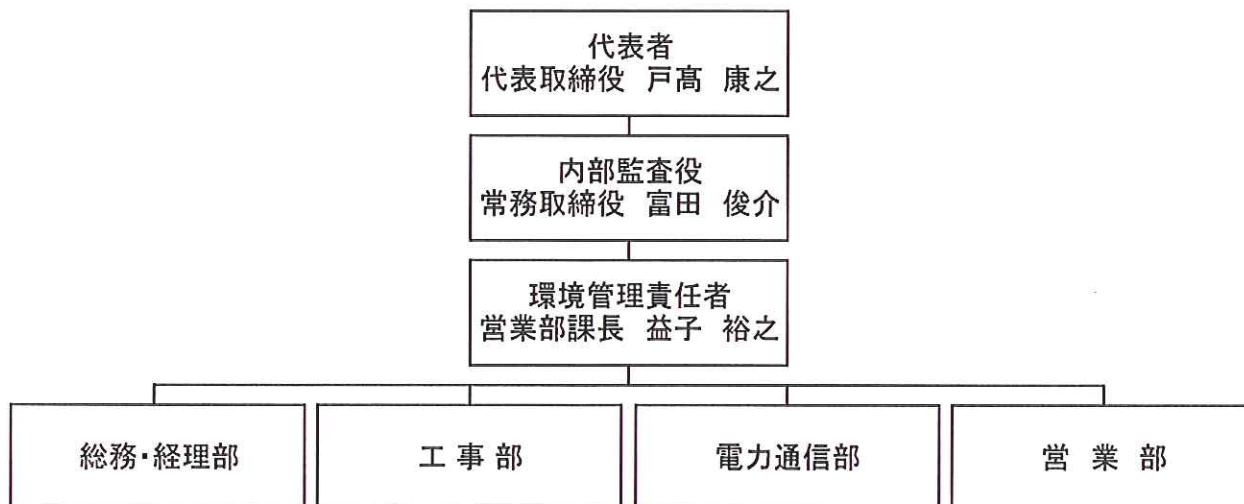 代表者
代表取締役 戸髙 康之
内部監査役
常務取締役 富田 俊介
環境管理責任者
営業部課長 益子 裕之
総務・経理部
工事部
電力通信部
営業部